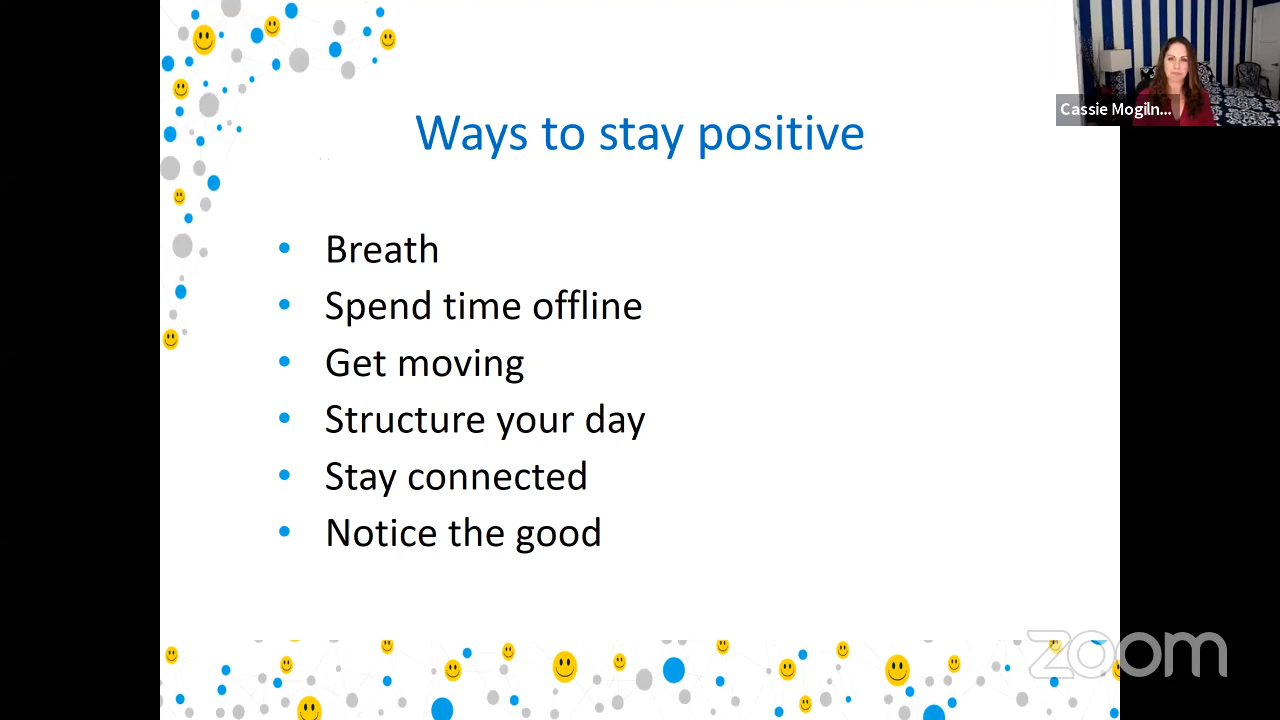 Cassie Mogiln...
Ways to stay positive
• Breath
• Spend time offline
• Get moving
• Structure your day
• Stay connected
• Notice the good
zoom